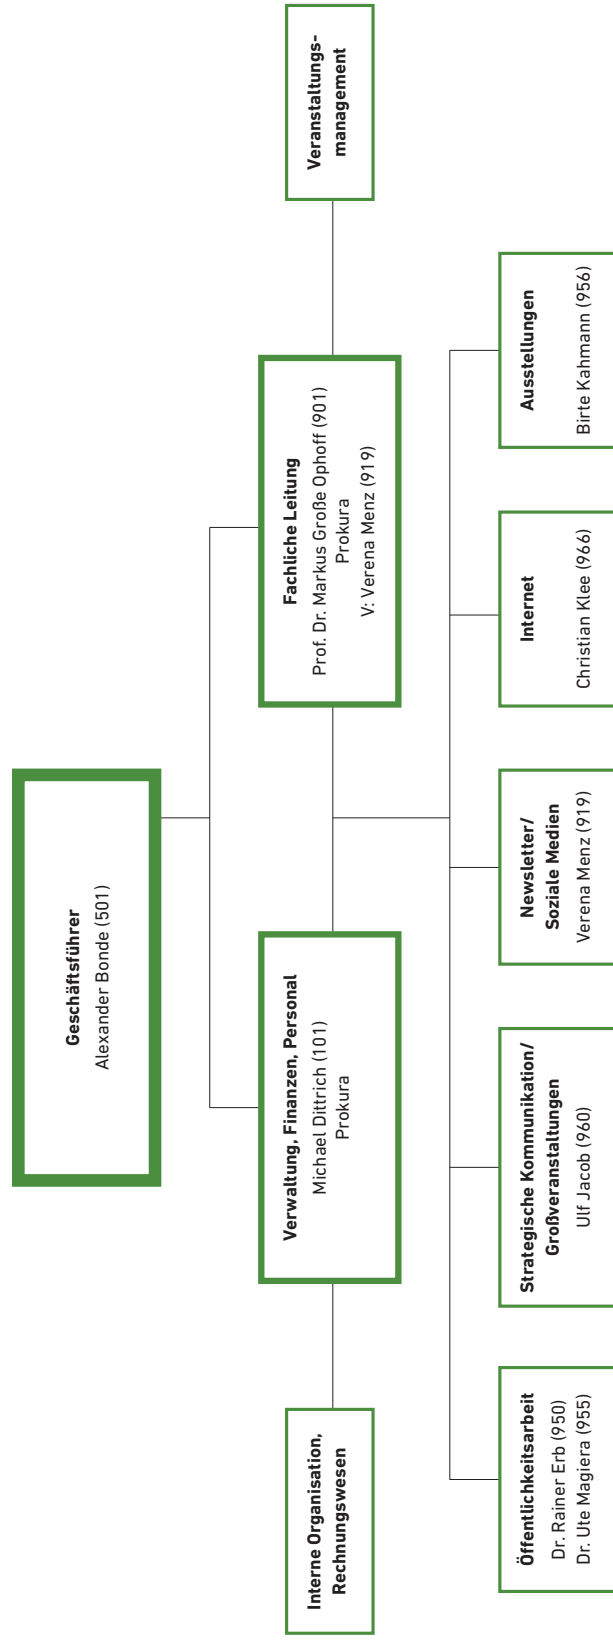 Geschäftsführer
Alexander Bonde (501)
Verwaltung, Finanzen, Personal
Michael Dittrich (101)
Prokura
Fachliche Leitung
Prof. Dr. Markus Große Ophoff (901)
Prokura
V: Verena Menz (919)
Interne Organisation,
Rechnungswesen
Veranstaltungs-
management
Öffentlichkeitsarbeit
Dr. Rainer Erb (950)
Dr. Ute Magiera (955)
Strategische Kommunikation/
Großveranstaltungen
Ulf Jacob (960)
Newsletter/
Soziale Medien
Verena Menz (919)
Internet
Christian Klee (966)
Ausstellungen
Birte Kahmann (956)